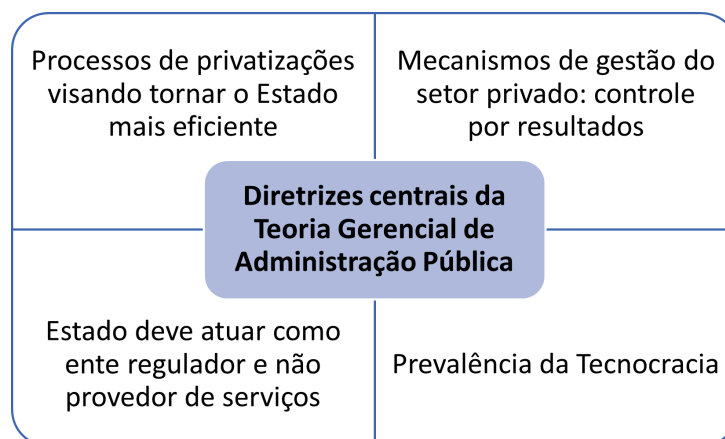 Processos de privatizações
visando tornar o Estado
mais eficiente
Mecanismos de gestão do
setor privado: controle
por resultados
Diretrizes centrais da
Teoria Gerencial de
Administração Pública
Estado deve atuar como
ente regulador e não
provedor de serviços
Prevalência da Tecnocracia